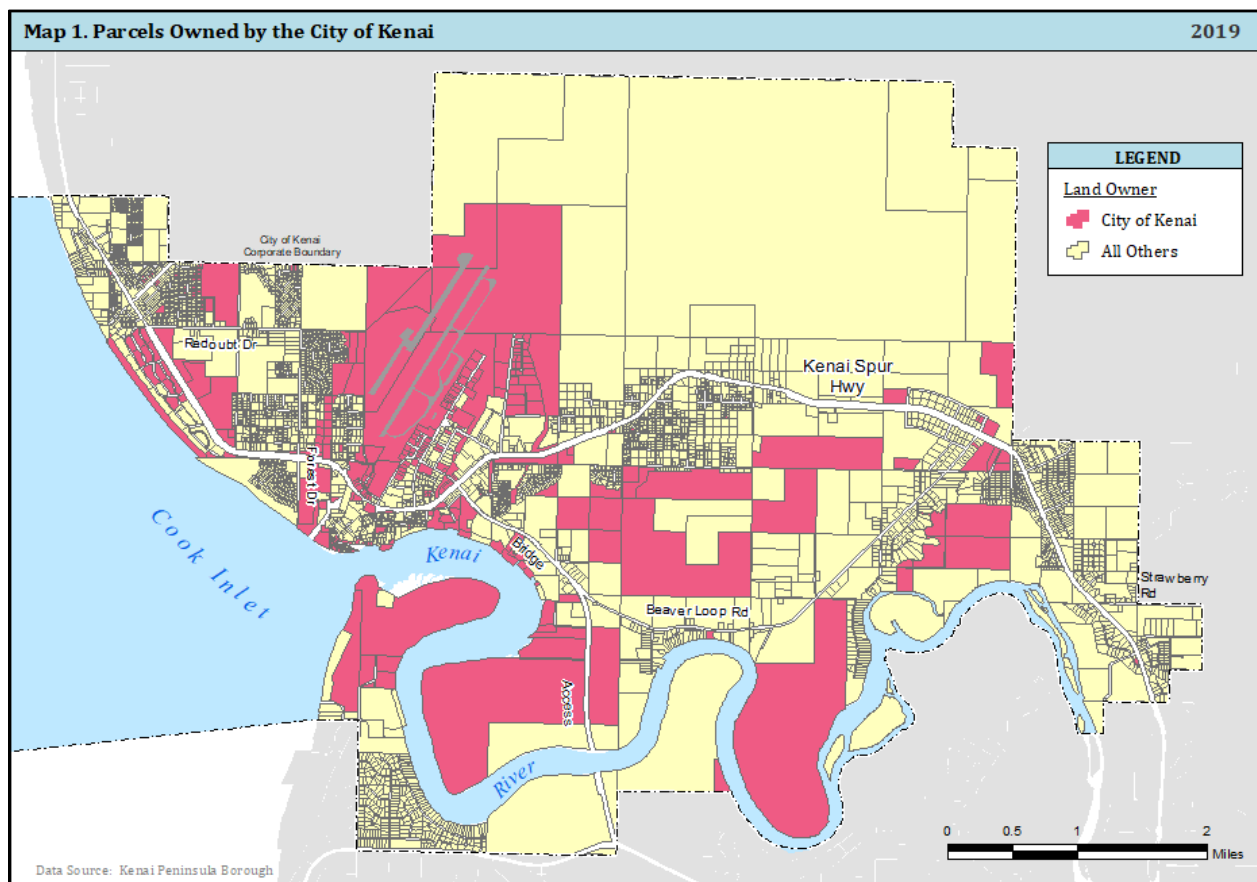 Map 1. Parcels Owned by the City of Kenai
2019
LEGEND
Land Owner
City of Kenai
All Others
City of Kenai
Corporate Boundary
Redoubt Dr
Kenai Spur
Hwy
Forest Dr
Cook Inlet
Kenai
Bridge
Beaver Loop Rd
Strawberry
Rd
Access
River
0 0.5 1 2
Miles
Data Source: Kenai Peninsula Borough